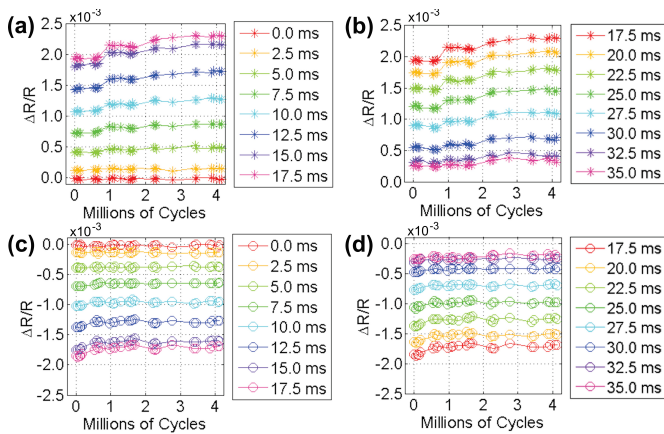 (a)
x10⁻³
2.5
2.0
1.5
1.0
0.5
0.0
ΔR/R
0 1 2 3 4
Millions of Cycles
0.0 ms
2.5 ms
5.0 ms
7.5 ms
10.0 ms
12.5 ms
15.0 ms
17.5 ms
(b)
x10⁻³
2.5
2.0
1.5
1.0
0.5
0.0
ΔR/R
0 1 2 3 4
Millions of Cycles
17.5 ms
20.0 ms
22.5 ms
25.0 ms
27.5 ms
30.0 ms
32.5 ms
35.0 ms
(c)
x10⁻³
0.0
-0.5
-1.0
-1.5
-2.0
-2.5
ΔR/R
0 1 2 3 4
Millions of Cycles
0.0 ms
2.5 ms
5.0 ms
7.5 ms
10.0 ms
12.5 ms
15.0 ms
17.5 ms
(d)
x10⁻³
0.0
-0.5
-1.0
-1.5
-2.0
-2.5
ΔR/R
0 1 2 3 4
Millions of Cycles
17.5 ms
20.0 ms
22.5 ms
25.0 ms
27.5 ms
30.0 ms
32.5 ms
35.0 ms